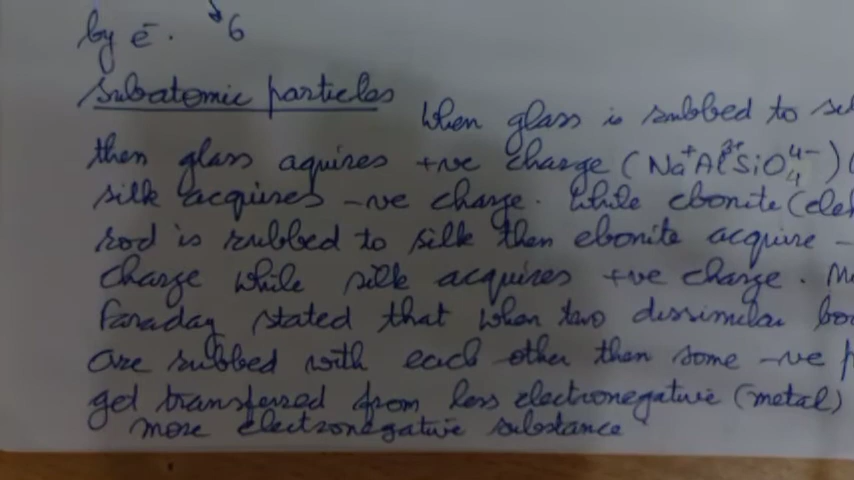 by e⁻. ↘6
Subatomic particles
When glass is rubbed to
then glass aquires +ve charge (Na⁺Al³⁺SiO₄⁴⁻) (
silk acquires -ve charge. While ebonite (
rod is rubbed to silk then ebonite acquire -
charge while silk acquires +ve charge.
Faraday stated that when two dissimilar
are rubbed with each other then some -ve
get transferred from less electronegative (metal)
more electronegative substance